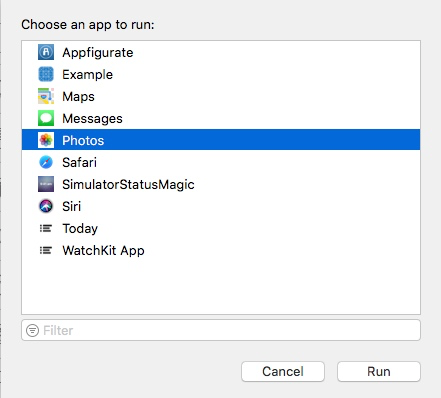 Choose an app to run:
Appfigurate
Example
Maps
Messages
Photos
Safari
SimulatorStatusMagic
Siri
Today
WatchKit App
Filter
Cancel Run